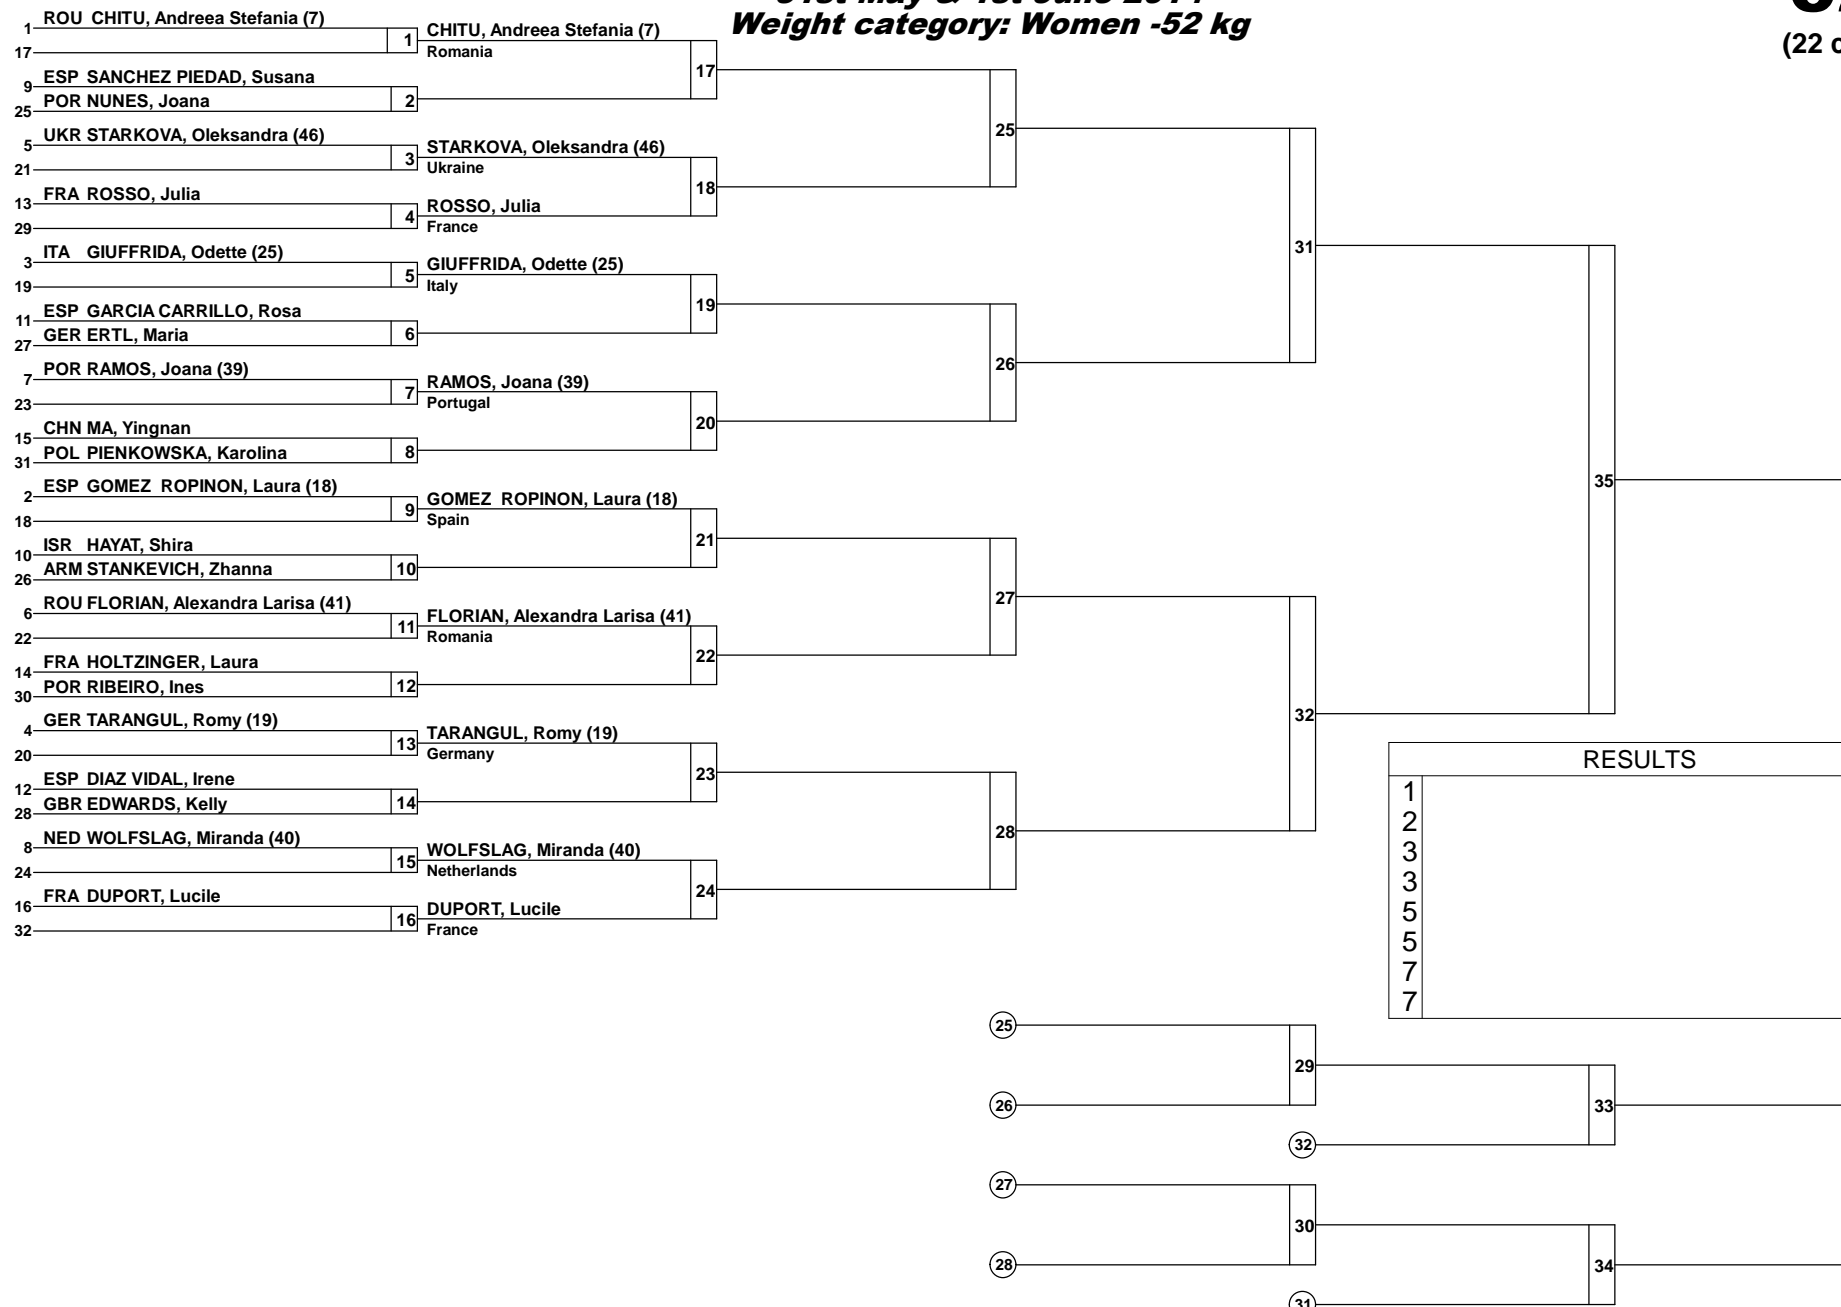 Weight category: Women -52 kg
(22 c
1 ROU CHITU, Andreea Stefania (7)
17
1
CHITU, Andreea Stefania (7)
Romania
9 ESP SANCHEZ PIEDAD, Susana
25 POR NUNES, Joana
2
17
5 UKR STARKOVA, Oleksandra (46)
21
3
STARKOVA, Oleksandra (46)
Ukraine
13 FRA ROSSO, Julia
29
4
ROSSO, Julia
France
18
25
3 ITA GIUFFRIDA, Odette (25)
19
5
GIUFFRIDA, Odette (25)
Italy
11 ESP GARCIA CARRILLO, Rosa
27 GER ERTL, Maria
6
19
7 POR RAMOS, Joana (39)
23
7
RAMOS, Joana (39)
Portugal
15 CHN MA, Yingnan
31 POL PIENKOWSKA, Karolina
8
20
26
31
2 ESP GOMEZ ROPINON, Laura (18)
18
9
GOMEZ ROPINON, Laura (18)
Spain
10 ISR HAYAT, Shira
26 ARM STANKEVICH, Zhanna
10
21
6 ROU FLORIAN, Alexandra Larisa (41)
22
11
FLORIAN, Alexandra Larisa (41)
Romania
14 FRA HOLTZINGER, Laura
30 POR RIBEIRO, Ines
12
22
27
4 GER TARANGUL, Romy (19)
20
13
TARANGUL, Romy (19)
Germany
12 ESP DIAZ VIDAL, Irene
28 GBR EDWARDS, Kelly
14
23
8 NED WOLFSLAG, Miranda (40)
24
15
WOLFSLAG, Miranda (40)
Netherlands
16 FRA DUPORT, Lucile
32
16
DUPORT, Lucile
France
24
28
32
35
RESULTS
1
2
3
3
5
5
7
7
25
29
26
33
32
27
30
28
34
31